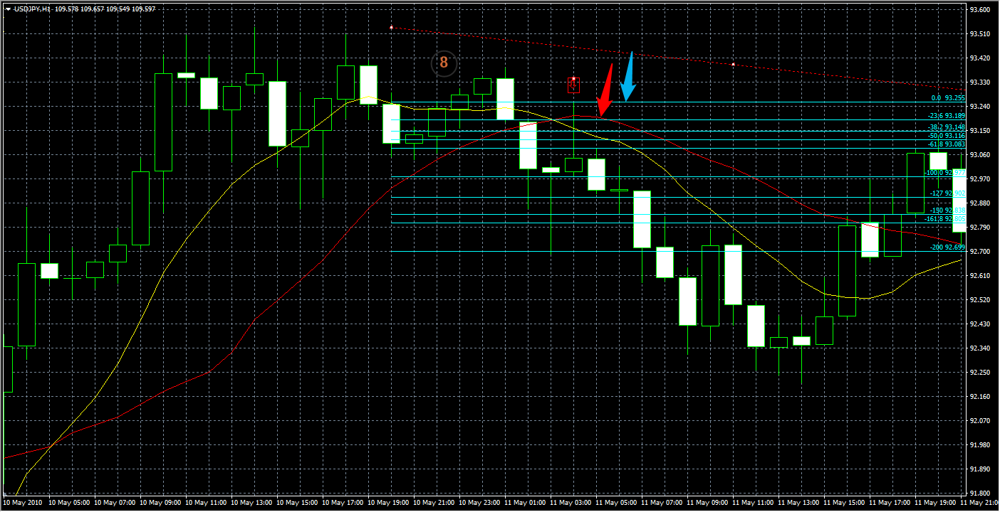 USDJPY,H1 109.578 109.657 109.549 109.597
8
93.600
93.510
93.420
93.330
93.240
93.150
93.060
92.970
92.880
92.790
92.700
92.610
92.520
92.430
92.340
92.250
92.160
92.070
91.980
91.890
91.800
0.0 93.255
-23.6 93.189
-38.2 93.148
-50.0 93.116
-61.8 93.083
-100.0 92.977
-127 92.902
-150 92.838
-161.8 92.805
-200 92.699
10 May 2010
10 May 05:00
10 May 07:00
10 May 09:00
10 May 11:00
10 May 13:00
10 May 15:00
10 May 17:00
10 May 19:00
10 May 21:00
10 May 23:00
11 May 01:00
11 May 03:00
11 May 05:00
11 May 07:00
11 May 09:00
11 May 11:00
11 May 13:00
11 May 15:00
11 May 17:00
11 May 19:00
11 May 21:00